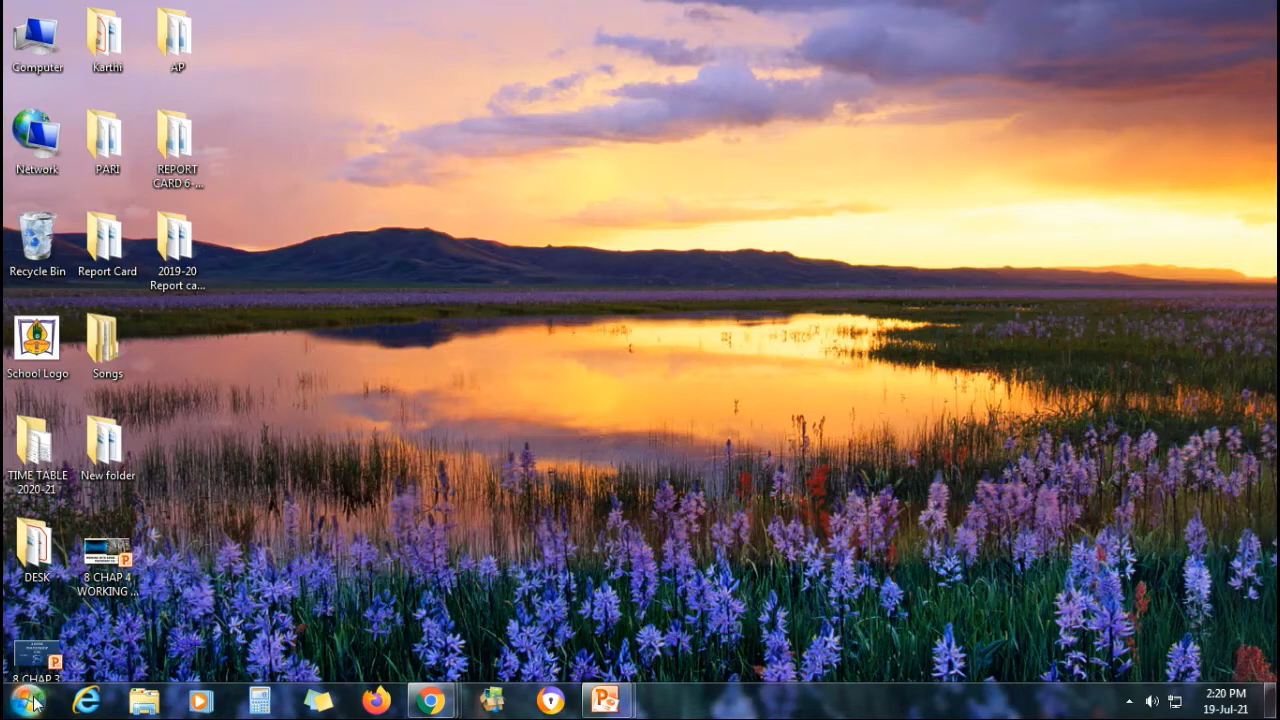 Computer
Karthi
AP
Network
PARI
REPORT
CARD 6-...
Recycle Bin
Report Card
2019-20
Report ca...
School Logo
Songs
TIME TABLE
2020-21
New folder
DESK
8 CHAP 4
WORKING ...
8 CHAP 3
2:20 PM
19-Jul-21